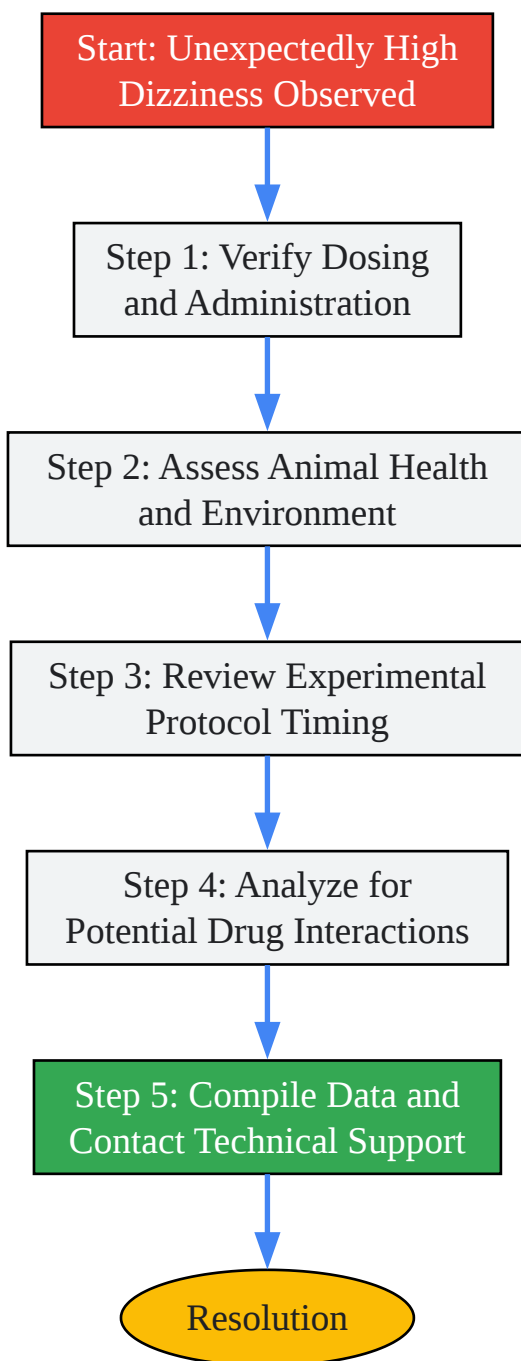 Start: Unexpectedly High
Dizziness Observed
Step 1: Verify Dosing
and Administration
Step 2: Assess Animal Health
and Environment
Step 3: Review Experimental
Protocol Timing
Step 4: Analyze for
Potential Drug Interactions
Step 5: Compile Data and
Contact Technical Support
Resolution